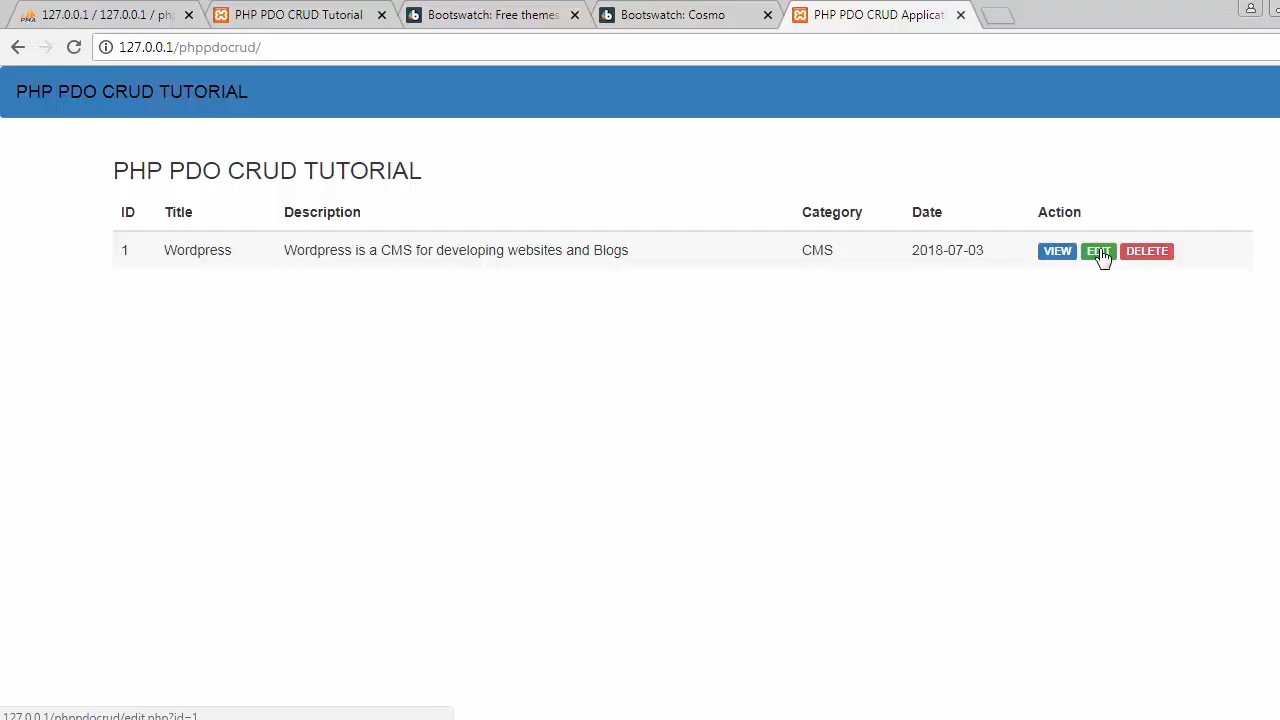 127.0.0.1 / 127.0.0.1 / php
PHP PDO CRUD Tutorial
Bootswatch: Free themes
Bootswatch: Cosmo
PHP PDO CRUD Applicat
127.0.0.1/phppdocrud/
PHP PDO CRUD TUTORIAL
PHP PDO CRUD TUTORIAL
ID Title Description Category Date Action
1 Wordpress Wordpress is a CMS for developing websites and Blogs CMS 2018-07-03 VIEW EDIT DELETE
127.0.0.1/phppdocrud/edit.php?id=1